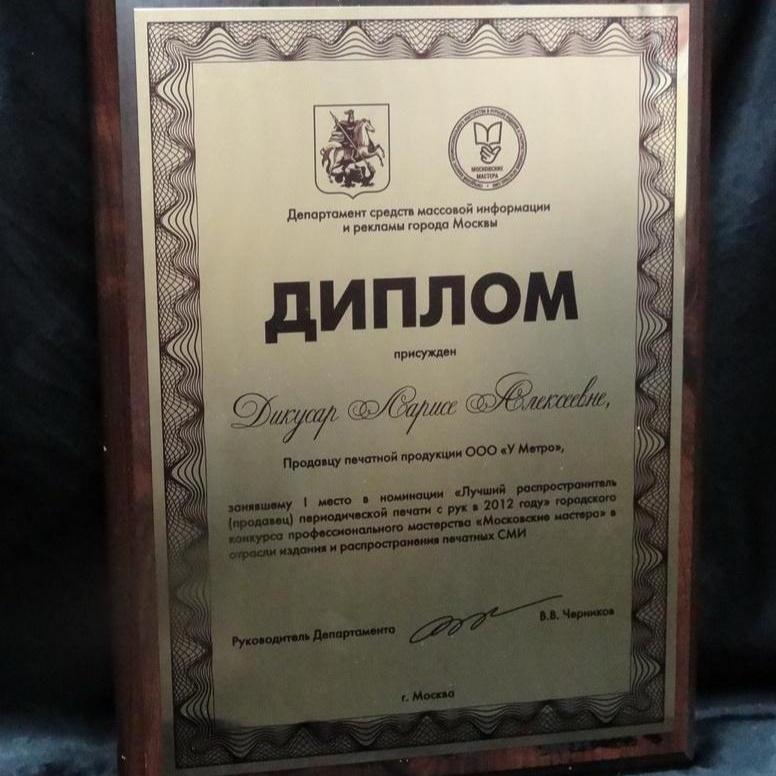 МОСКОВСКИЕ
МАСТЕРА
Департамент средств массовой информации
и рекламы города Москвы
ДИПЛОМ
присужден
Дикусар Ларисе Алексеевне,
Продавцу печатной продукции ООО «У Метро»,
занявшему I место в номинации «Лучший распространитель
(продавец) периодической печати с рук в 2012 году» городского
конкурса профессионального мастерства «Московские мастера» в
отрасли издания и распространения печатных СМИ
Руководитель Департамента
В.В. Черников
г. Москва